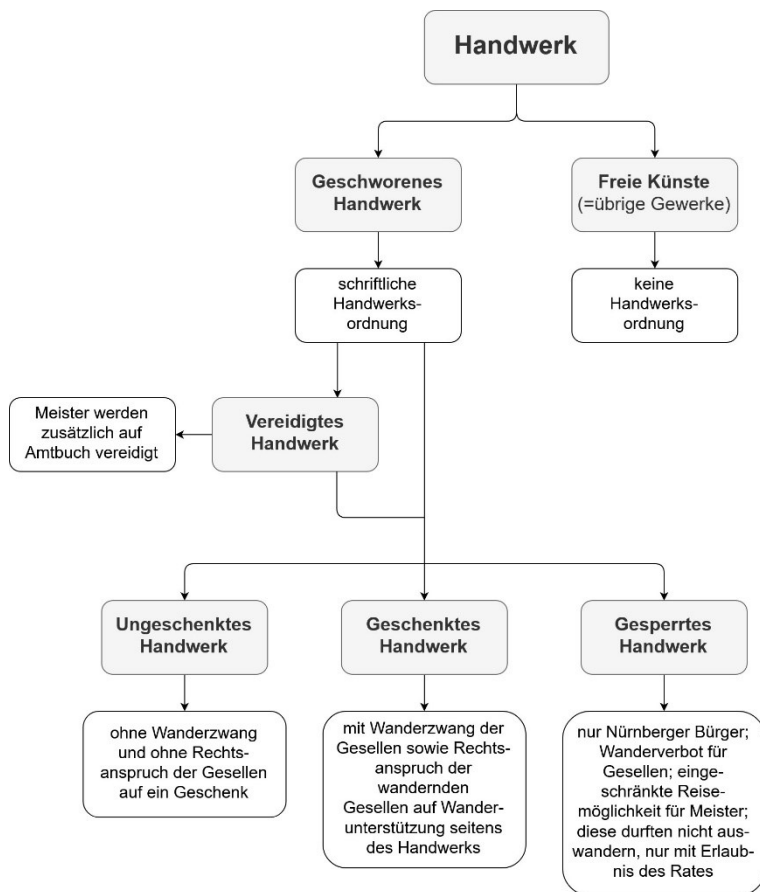 Handwerk
Geschworenes
Handwerk
Freie Künste
(=übrige Gewerke)
schriftliche
Handwerks-
ordnung
keine
Handwerks-
ordnung
Meister werden
zusätzlich auf
Amtbuch vereidigt
Vereidigtes
Handwerk
Ungeschenktes
Handwerk
Geschenktes
Handwerk
Gesperrtes
Handwerk
ohne Wanderzwang
und ohne Rechts-
anspruch der Gesellen
auf ein Geschenk
mit Wanderzwang der
Gesellen sowie Rechts-
anspruch der
wandernden
Gesellen auf Wander-
unterstützung seitens
des Handwerks
nur Nürnberger Bürger;
Wanderverbot für
Gesellen; einge-
schränkte Reise-
möglichkeit für Meister;
diese durften nicht aus-
wandern, nur mit Erlaub-
nis des Rates